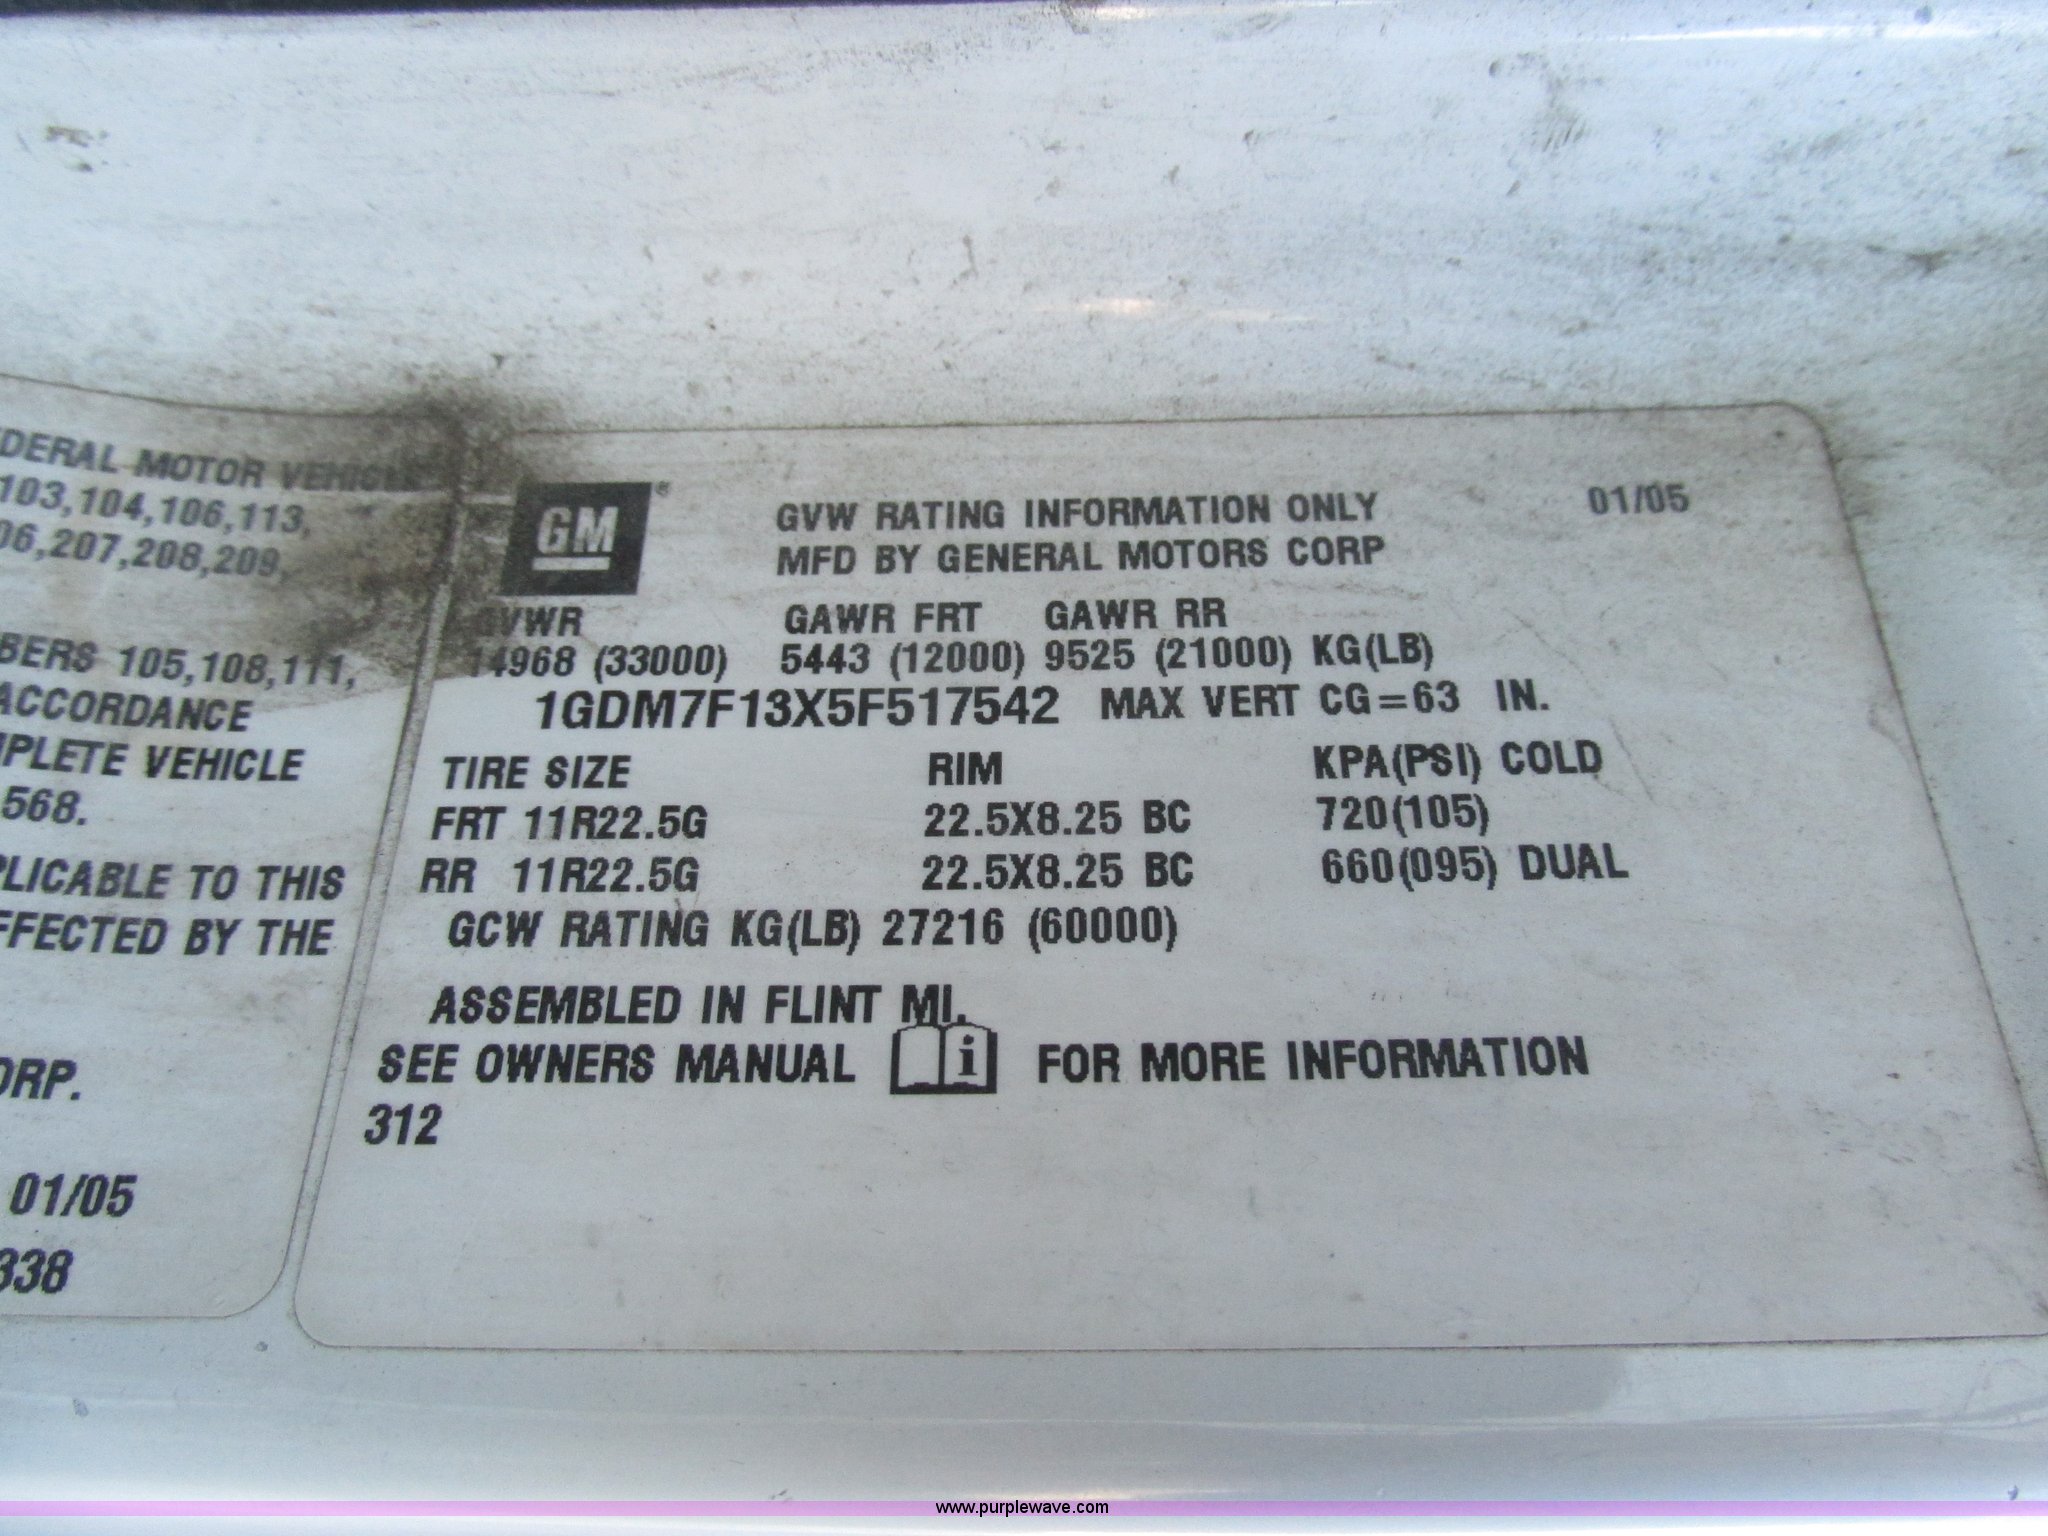 DERAL MOTOR VEHICLE
103,104,106,113,
06,207,208,209,
BERS 105,108,111,
ACCORDANCE
MPLETE VEHICLE
568.
PLICABLE TO THIS
FFECTED BY THE
ORP.
01/05
338
GM®
GVW RATING INFORMATION ONLY 01/05
MFD BY GENERAL MOTORS CORP
GVWR GAWR FRT GAWR RR
14968 (33000) 5443 (12000) 9525 (21000) KG(LB)
1GDM7F13X5F517542 MAX VERT CG=63 IN.
TIRE SIZE RIM KPA(PSI) COLD
FRT 11R22.5G 22.5X8.25 BC 720(105)
RR 11R22.5G 22.5X8.25 BC 660(095) DUAL
GCW RATING KG(LB) 27216 (60000)
ASSEMBLED IN FLINT MI.
SEE OWNERS MANUAL i FOR MORE INFORMATION
312
www.purplewave.com